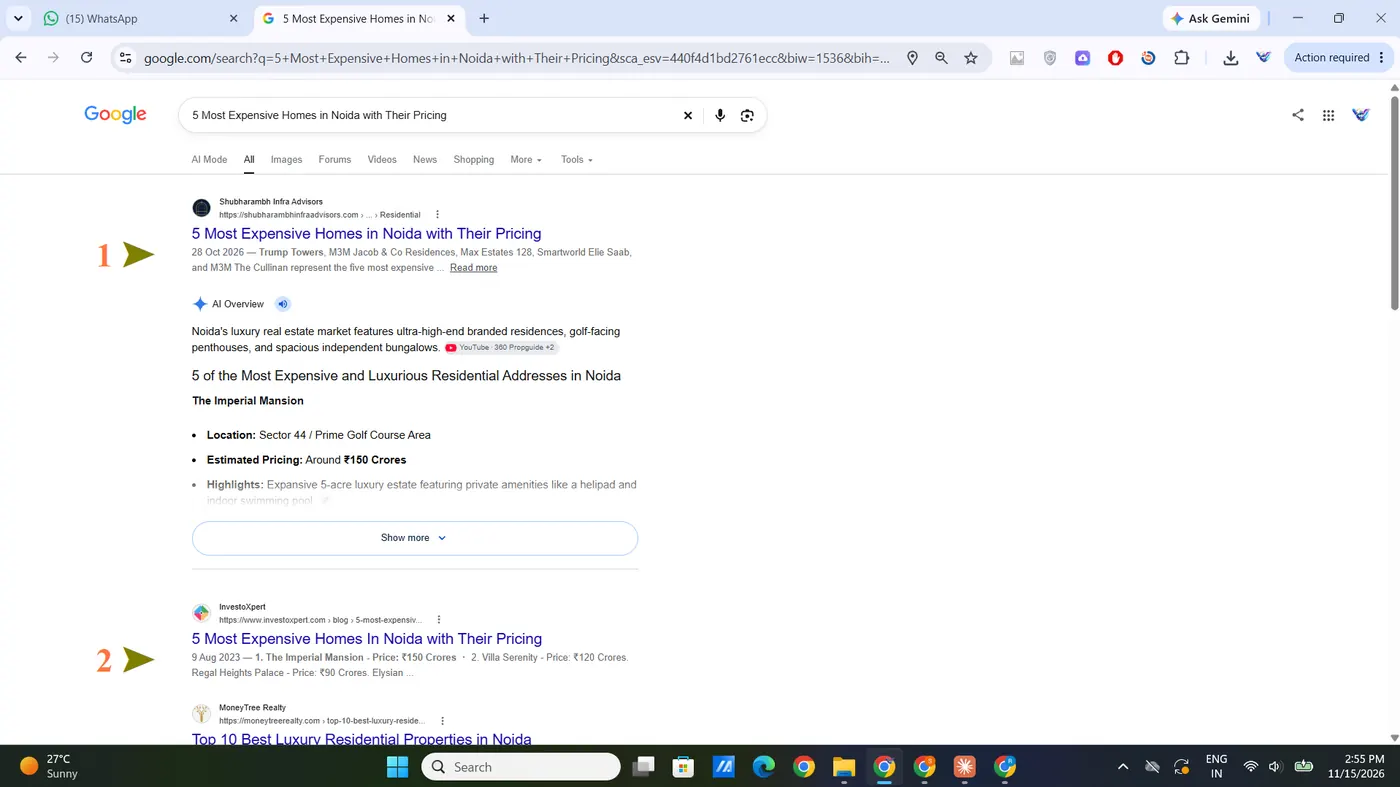 (15) WhatsApp
5 Most Expensive Homes in No
Ask Gemini
google.com/search?q=5+Most+Expensive+Homes+in+Noida+with+Their+Pricing&sca_esv=440f4d1bd2761ecc&biw=1536&bih=...
Action required
Google
5 Most Expensive Homes in Noida with Their Pricing
AI Mode All Images Forums Videos News Shopping More Tools
Shubharambh Infra Advisors
https://shubharambhinfraadvisors.com › ... › Residential
5 Most Expensive Homes in Noida with Their Pricing
1
28 Oct 2026 — Trump Towers, M3M Jacob & Co Residences, Max Estates 128, Smartworld Elie Saab,
and M3M The Cullinan represent the five most expensive ... Read more
AI Overview
Noida's luxury real estate market features ultra-high-end branded residences, golf-facing
penthouses, and spacious independent bungalows. YouTube · 360 Propguide +2
5 of the Most Expensive and Luxurious Residential Addresses in Noida
The Imperial Mansion
• Location: Sector 44 / Prime Golf Course Area
• Estimated Pricing: Around ₹150 Crores
• Highlights: Expansive 5-acre luxury estate featuring private amenities like a helipad and
indoor swimming pool
Show more
InvestoXpert
https://www.investoxpert.com › blog › 5-most-expensiv...
5 Most Expensive Homes In Noida with Their Pricing
2
9 Aug 2023 — 1. The Imperial Mansion - Price: ₹150 Crores · 2. Villa Serenity - Price: ₹120 Crores.
Regal Heights Palace - Price: ₹90 Crores. Elysian ...
MoneyTree Realty
https://moneytreerealty.com › top-10-best-luxury-reside...
Top 10 Best Luxury Residential Properties in Noida
27°C
Sunny
Search
ENG
IN
2:55 PM
11/15/2026